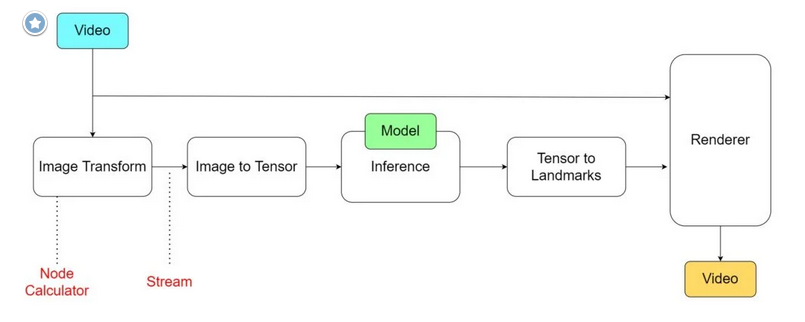 Video
Renderer
Model
Image Transform
Image to Tensor
Inference
Tensor to
Landmarks
Node
Calculator
Stream
Video